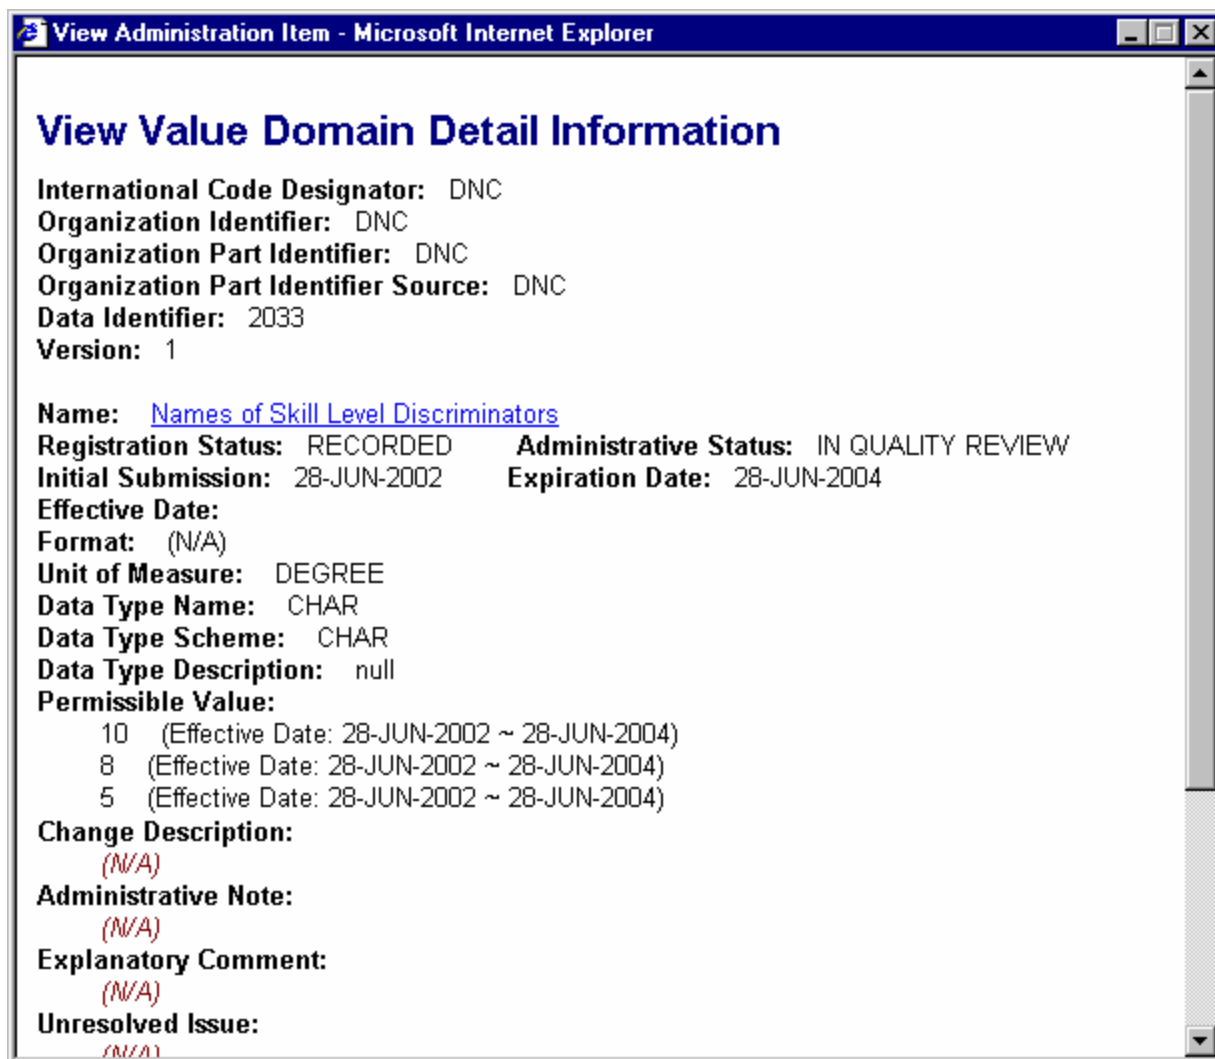 View Administration Item - Microsoft Internet Explorer
View Value Domain Detail Information
International Code Designator: DNC
Organization Identifier: DNC
Organization Part Identifier: DNC
Organization Part Identifier Source: DNC
Data Identifier: 2033
Version: 1
Name: Names of Skill Level Discriminators
Registration Status: RECORDED Administrative Status: IN QUALITY REVIEW
Initial Submission: 28-JUN-2002 Expiration Date: 28-JUN-2004
Effective Date:
Format: (N/A)
Unit of Measure: DEGREE
Data Type Name: CHAR
Data Type Scheme: CHAR
Data Type Description: null
Permissible Value:
10 (Effective Date: 28-JUN-2002 ~ 28-JUN-2004)
8 (Effective Date: 28-JUN-2002 ~ 28-JUN-2004)
5 (Effective Date: 28-JUN-2002 ~ 28-JUN-2004)
Change Description:
(N/A)
Administrative Note:
(N/A)
Explanatory Comment:
(N/A)
Unresolved Issue:
(N/A)